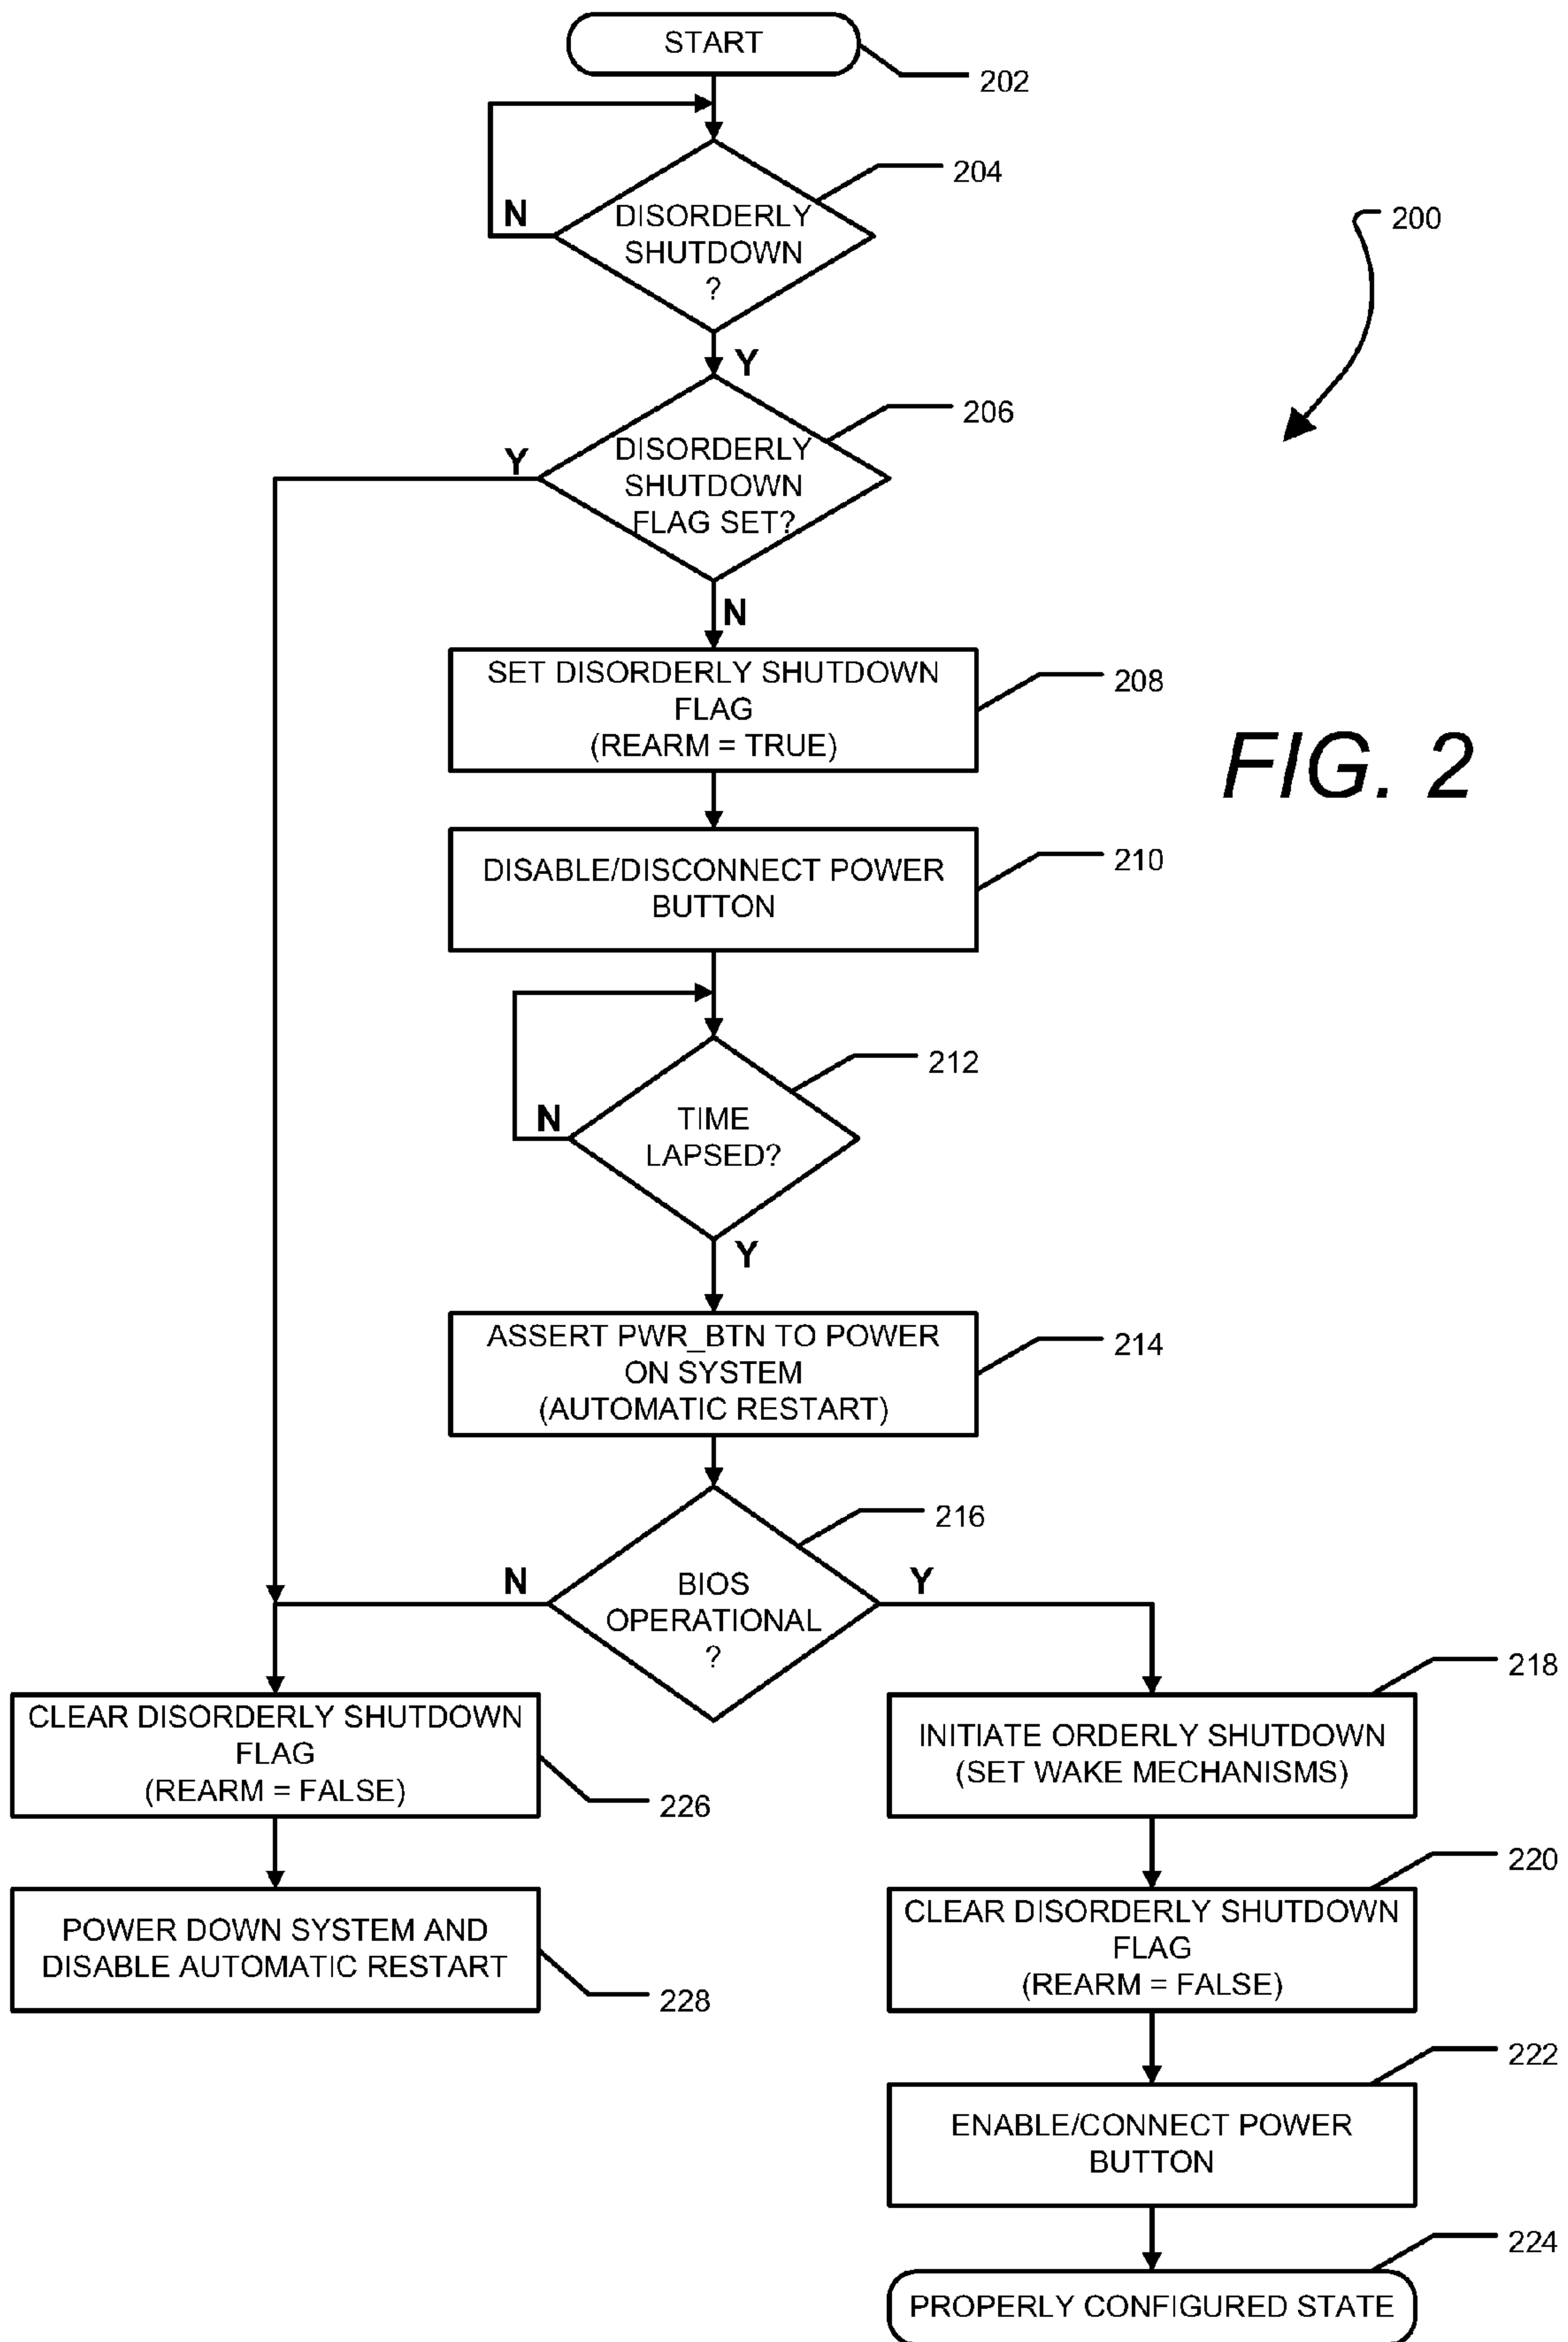 START
202
204
N
DISORDERLY
SHUTDOWN
?
200
Y
206
Y
DISORDERLY
SHUTDOWN
FLAG SET?
N
SET DISORDERLY SHUTDOWN
FLAG
(REARM = TRUE)
208
FIG. 2
DISABLE/DISCONNECT POWER
BUTTON
210
212
N
TIME
LAPSED?
Y
ASSERT PWR_BTN TO POWER
ON SYSTEM
(AUTOMATIC RESTART)
214
216
N
BIOS
OPERATIONAL
?
Y
218
CLEAR DISORDERLY SHUTDOWN
FLAG
(REARM = FALSE)
226
INITIATE ORDERLY SHUTDOWN
(SET WAKE MECHANISMS)
220
POWER DOWN SYSTEM AND
DISABLE AUTOMATIC RESTART
228
CLEAR DISORDERLY SHUTDOWN
FLAG
(REARM = FALSE)
222
ENABLE/CONNECT POWER
BUTTON
224
PROPERLY CONFIGURED STATE